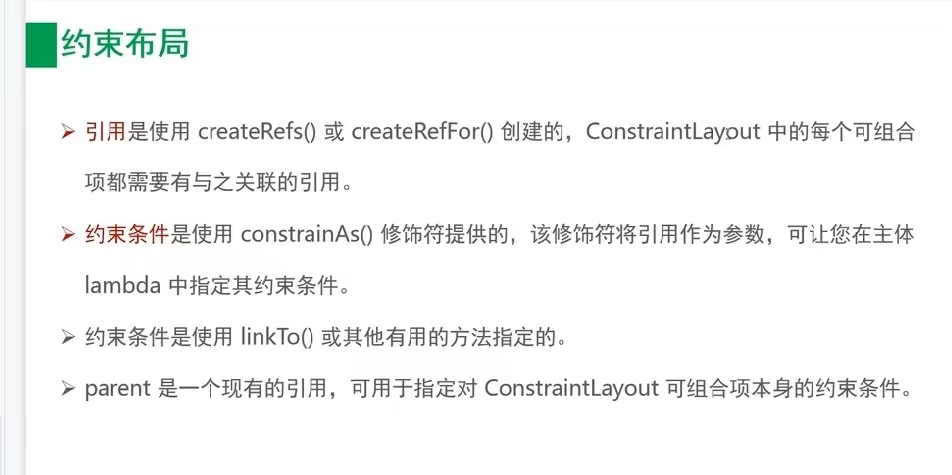 约束布局
➢ 引用是使用 createRefs() 或 createRefFor() 创建的，ConstraintLayout 中的每个可组合
项都需要有与之关联的引用。
➢ 约束条件是使用 constrainAs() 修饰符提供的，该修饰符将引用作为参数，可让您在主体
lambda 中指定其约束条件。
➢ 约束条件是使用 linkTo() 或其他有用的方法指定的。
➢ parent 是一个现有的引用，可用于指定对 ConstraintLayout 可组合项本身的约束条件。